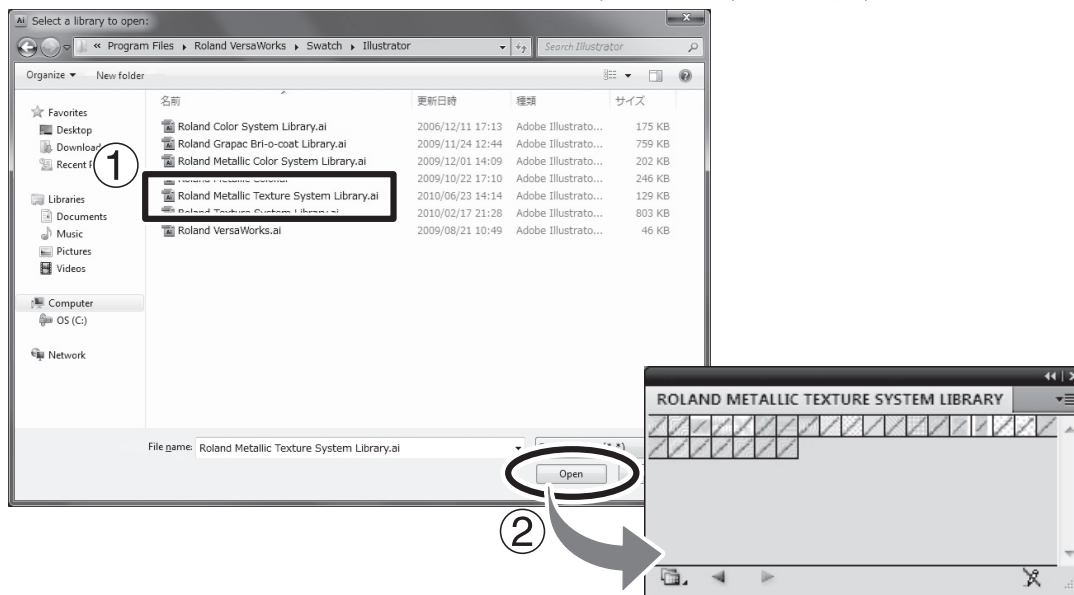 Ai Select a library to open:
« Program Files ▸ Roland VersaWorks ▸ Swatch ▸ Illustrator
Search Illustrator
Organize ▼ New folder
名前 更新日時 種類 サイズ
Favorites
Desktop
Recent
Libraries
Documents
Music
Pictures
Videos
Computer
OS (C:)
Network
Roland Color System Library.ai 2006/12/11 17:13 Adobe Illustrato... 175 KB
Roland Grapac Bri-o-coat Library.ai 2009/11/24 12:44 Adobe Illustrato... 759 KB
Roland Metallic Color System Library.ai 2009/12/01 14:09 Adobe Illustrato... 202 KB
2009/10/22 17:10 Adobe Illustrato... 246 KB
Roland Metallic Texture System Library.ai 2010/06/23 14:14 Adobe Illustrato... 129 KB
Roland Texture System Library.ai 2010/02/17 21:28 Adobe Illustrato... 803 KB
Roland VersaWorks.ai 2009/08/21 10:49 Adobe Illustrato... 46 KB
①
File name: Roland Metallic Texture System Library.ai
(*.*)
Open
②
ROLAND METALLIC TEXTURE SYSTEM LIBRARY